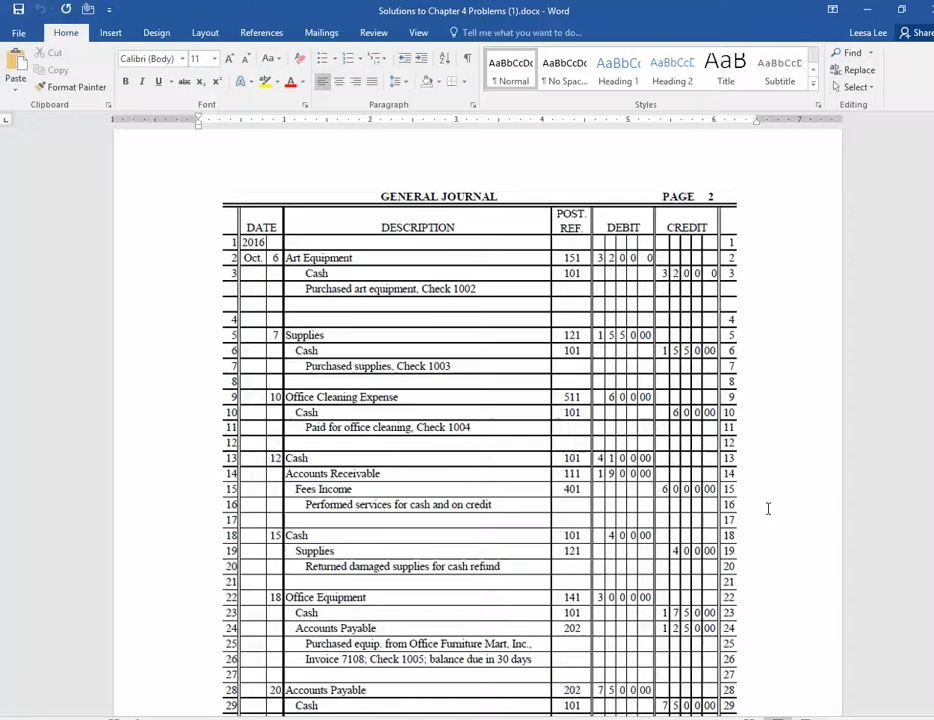 Solutions to Chapter 4 Problems (1).docx - Word
File Home Insert Design Layout References Mailings Review View Tell me what you want to do... Leesa Lee Share
Paste Cut Copy Format Painter
Calibri (Body) 11
B I U abc X₂ X²
AaBbCcDc AaBbCcDc AaBbCc AaBbCcD AaB AaBbCcD
¶ Normal ¶ No Spac... Heading 1 Heading 2 Title Subtitle
Find Replace Select
Clipboard Font Paragraph Styles Editing
1 1 2 3 4 5 6 7
GENERAL JOURNAL PAGE 2
DATE DESCRIPTION POST. REF. DEBIT CREDIT
1 2016 1
2 Oct. 6 Art Equipment 151 3 2 0 0 0 2
3 Cash 101 3 2 0 0 0 3
Purchased art equipment, Check 1002
4 4
5 7 Supplies 121 1 5 5 0 00 5
6 Cash 101 1 5 5 0 00 6
7 Purchased supplies, Check 1003 7
8 8
9 10 Office Cleaning Expense 511 6 0 0 00 9
10 Cash 101 6 0 0 00 10
11 Paid for office cleaning, Check 1004 11
12 12
13 12 Cash 101 4 1 0 0 00 13
14 Accounts Receivable 111 1 9 0 0 00 14
15 Fees Income 401 6 0 0 0 00 15
16 Performed services for cash and on credit 16
17 17
18 15 Cash 101 4 0 0 00 18
19 Supplies 121 4 0 0 00 19
20 Returned damaged supplies for cash refund 20
21 21
22 18 Office Equipment 141 3 0 0 0 00 22
23 Cash 101 1 7 5 0 00 23
24 Accounts Payable 202 1 2 5 0 00 24
25 Purchased equip. from Office Furniture Mart, Inc., 25
26 Invoice 7108; Check 1005; balance due in 30 days 26
27 27
28 20 Accounts Payable 202 7 5 0 0 00 28
29 Cash 101 7 5 0 0 00 29